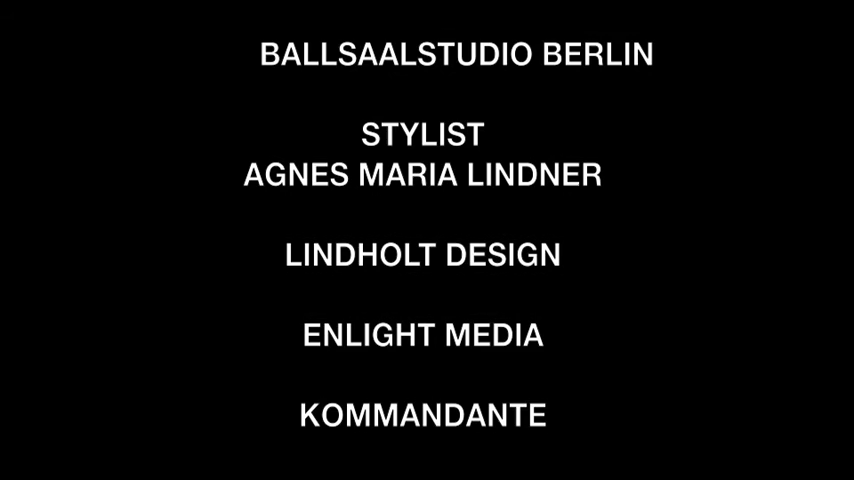 BALLSAALSTUDIO BERLIN
STYLIST
AGNES MARIA LINDNER
LINDHOLT DESIGN
ENLIGHT MEDIA
KOMMANDANTE